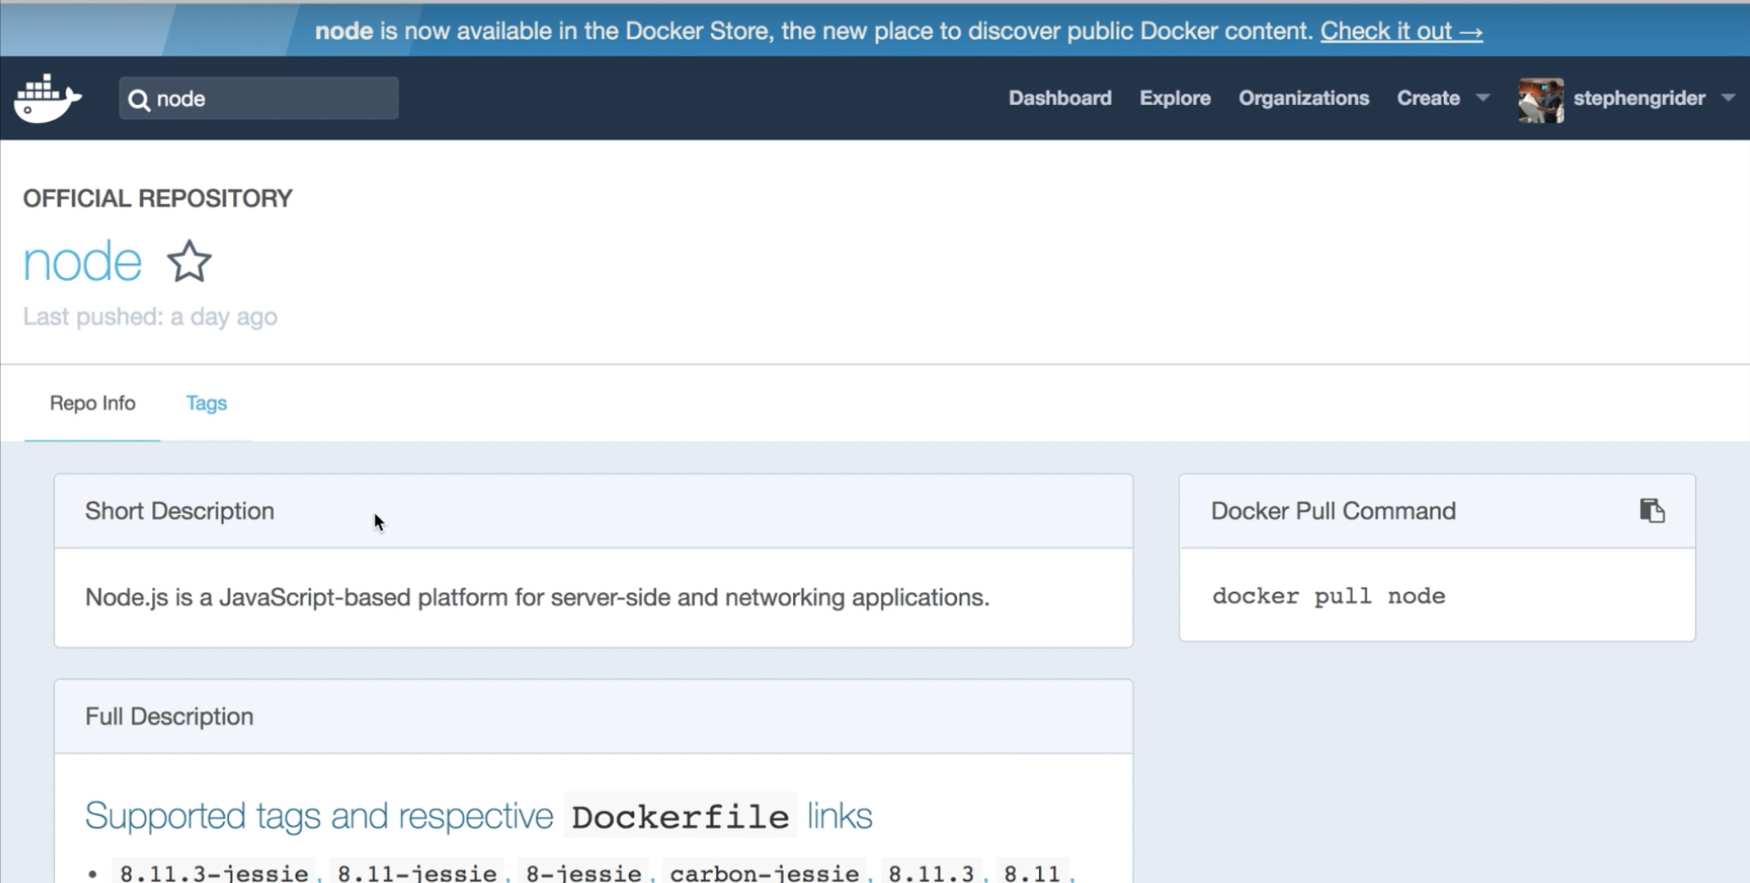 node is now available in the Docker Store, the new place to discover public Docker content. Check it out →
node
Dashboard Explore Organizations Create stephengrider
OFFICIAL REPOSITORY
node
Last pushed: a day ago
Repo Info Tags
Short Description
Node.js is a JavaScript-based platform for server-side and networking applications.
Docker Pull Command
docker pull node
Full Description
Supported tags and respective Dockerfile links
• 8.11.3-jessie, 8.11-jessie, 8-jessie, carbon-jessie, 8.11.3, 8.11,